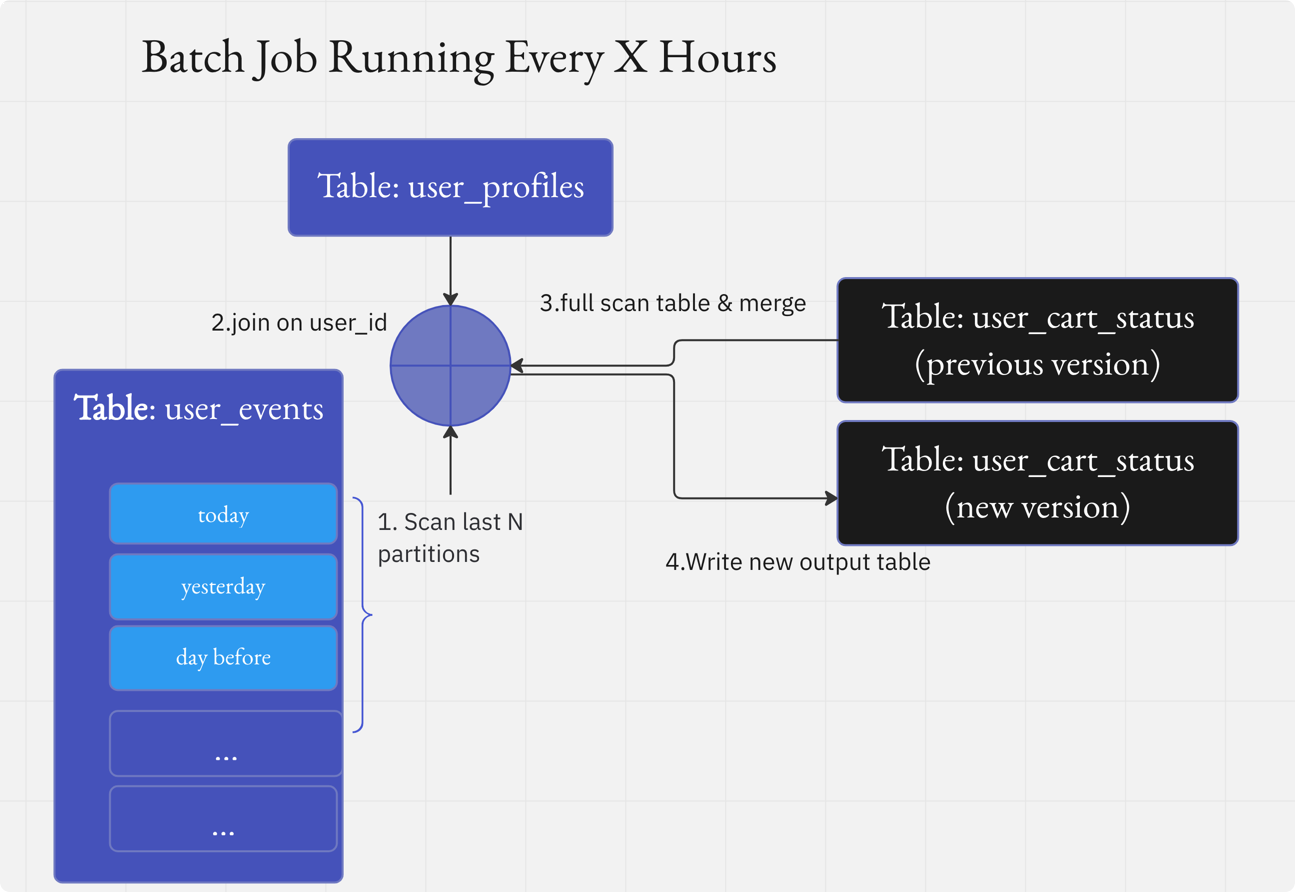 Batch Job Running Every X Hours
Table: user_profiles
2.join on user_id
3.full scan table & merge
Table: user_cart_status
(previous version)
Table: user_cart_status
(new version)
4.Write new output table
Table: user_events
today
yesterday
day before
...
...
1. Scan last N
partitions